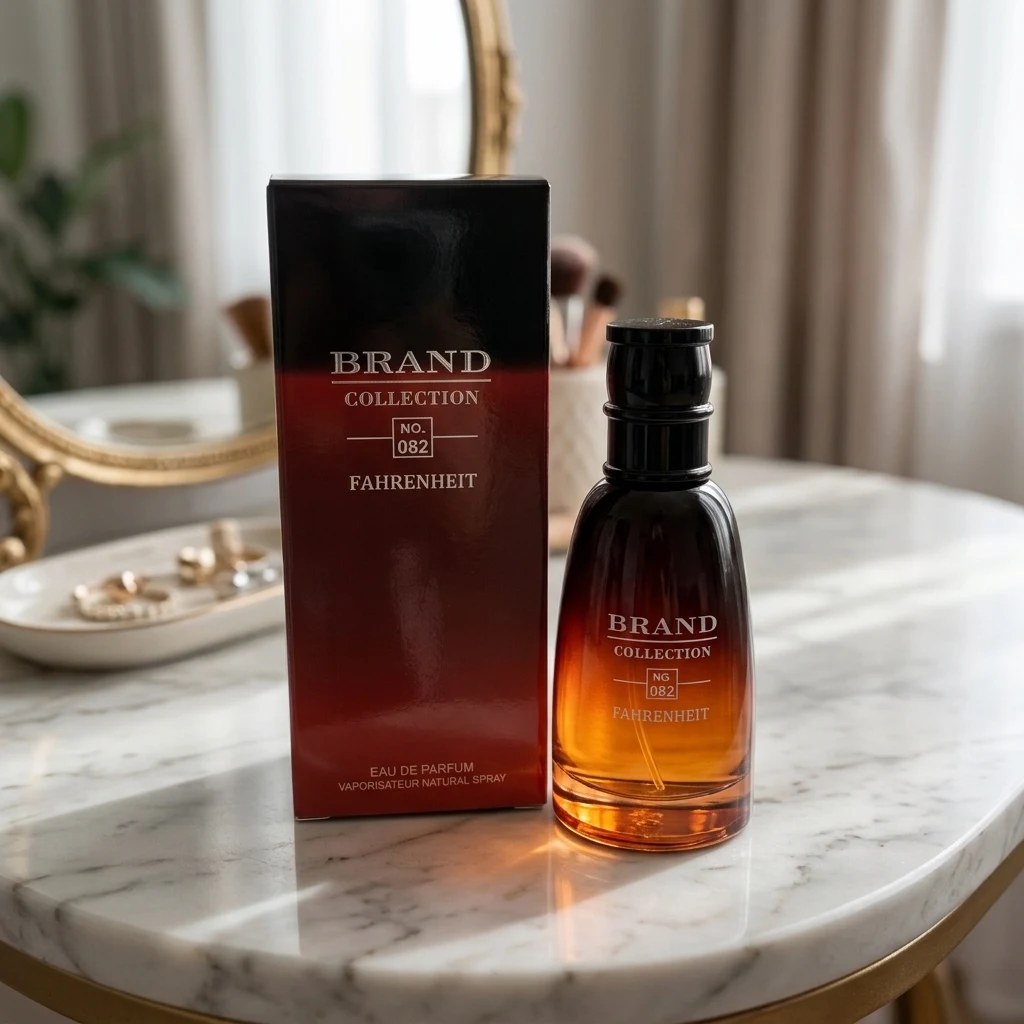 BRAND
COLLECTION
NO.
082
FAHRENHEIT
EAU DE PARFUM
VAPORISATEUR NATURAL SPRAY
BRAND
COLLECTION
NG
082
FAHRENHEIT